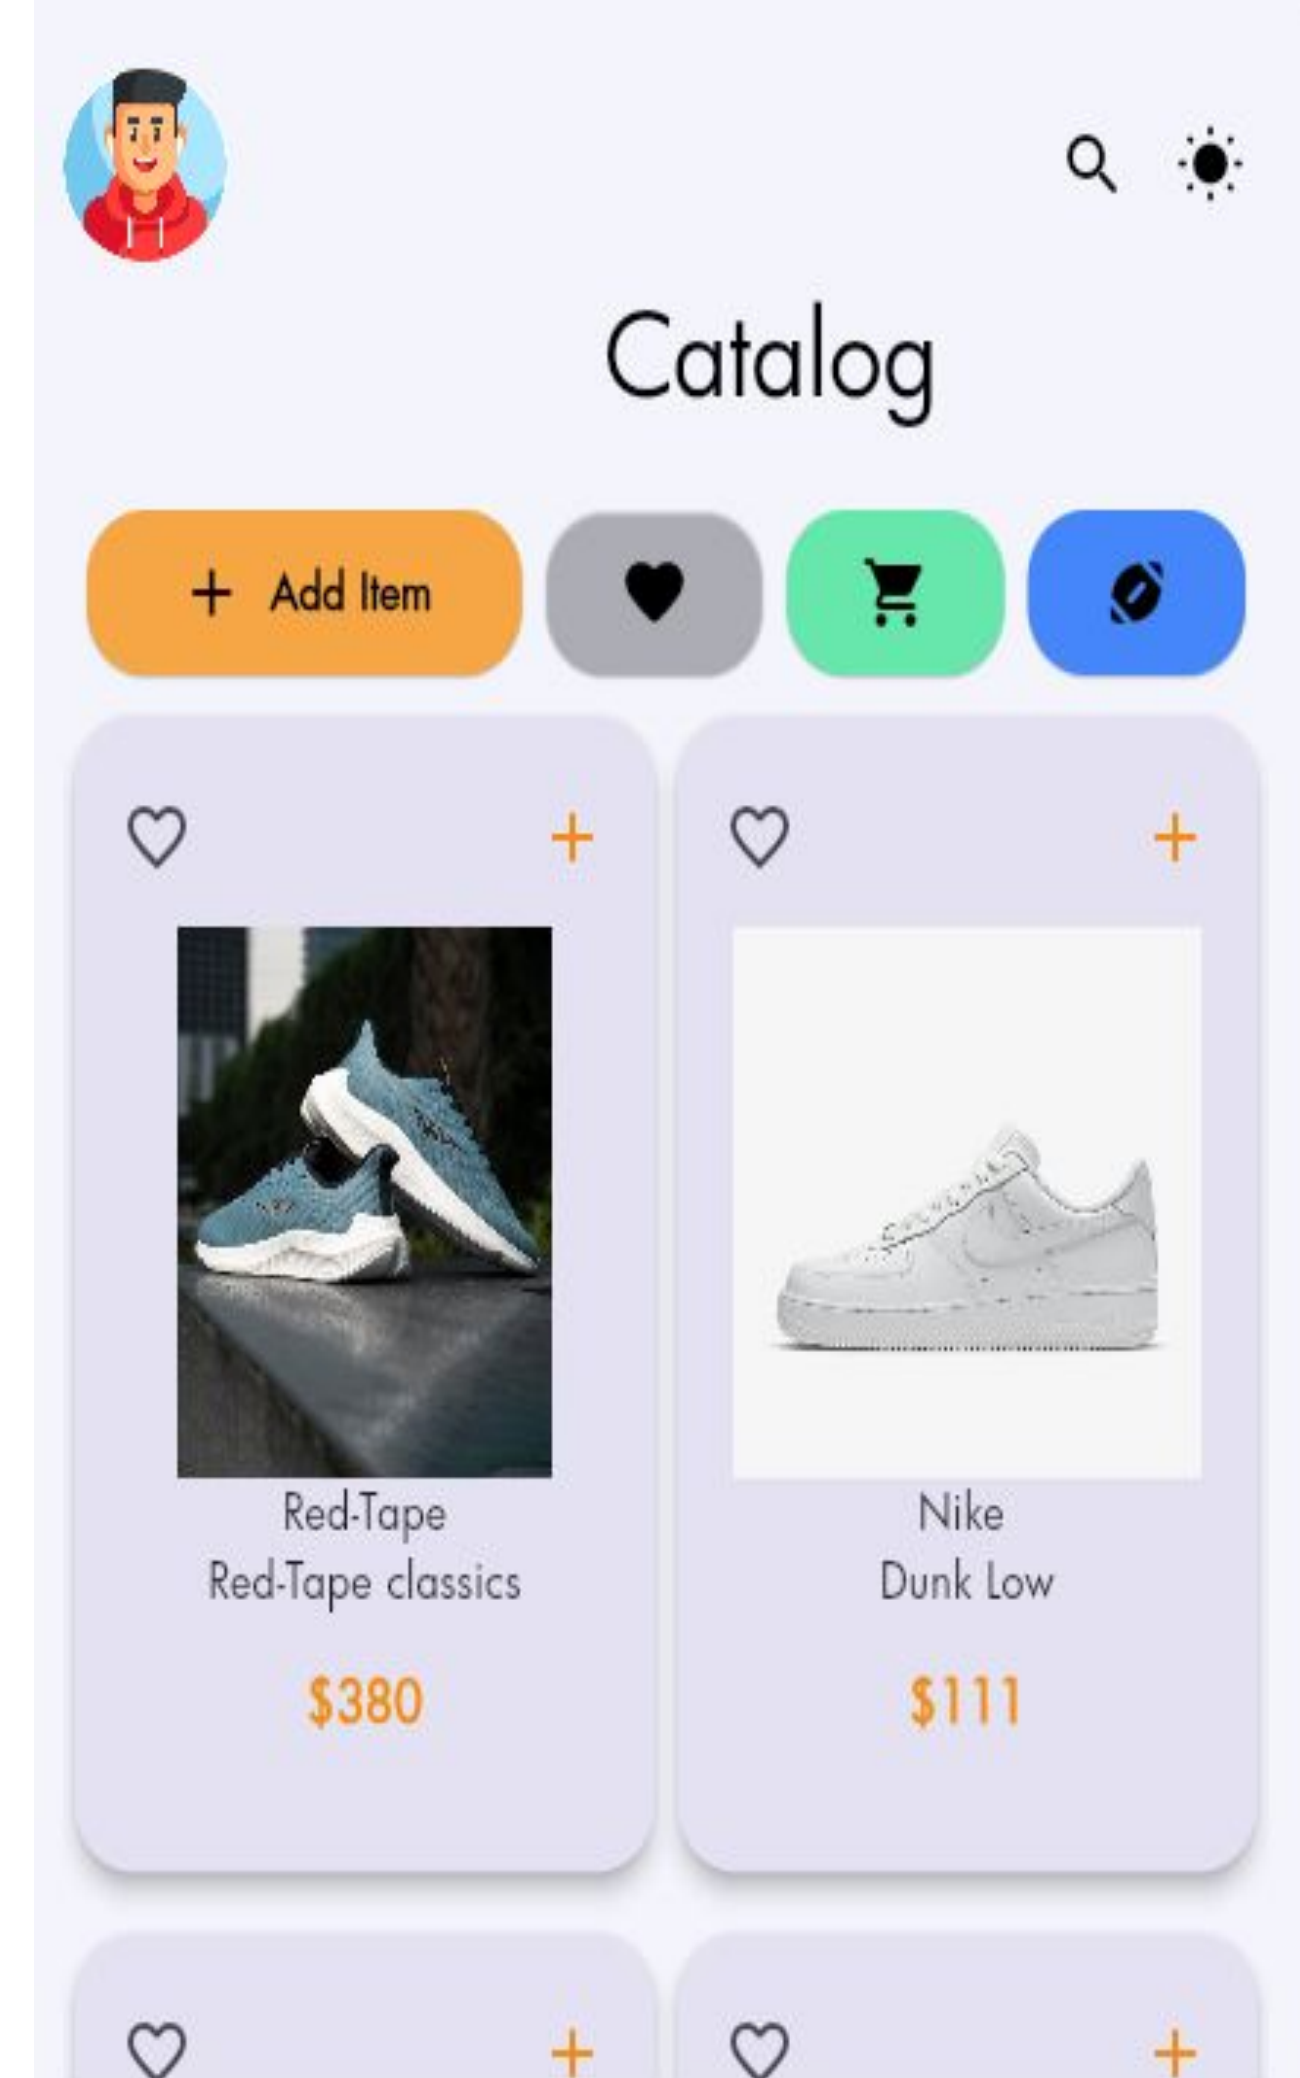 Catalog
Add Item
Red-Tape
Red-Tape classics
$380
Nike
Dunk Low
$111